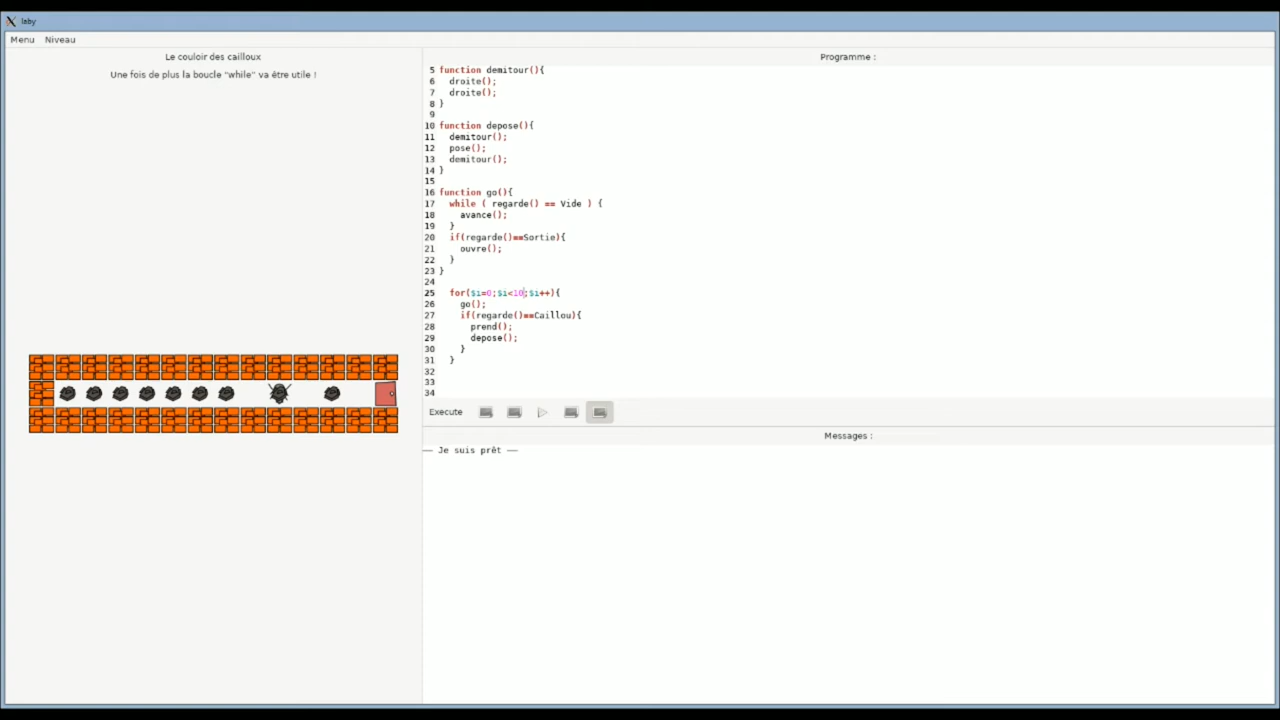 laby
Menu Niveau
Le couloir des cailloux
Une fois de plus la boucle "while" va être utile !
Programme :
5 function demitour(){
6 droite();
7 droite();
8 }
9
10 function depose(){
11 demitour();
12 pose();
13 demitour();
14 }
15
16 function go(){
17 while ( regarde() == Vide ) {
18 avance();
19 }
20 if(regarde()==Sortie){
21 ouvre();
22 }
23 }
24
25 for($i=0;$i<10;$i++){
26 go();
27 if(regarde()==Caillou){
28 prend();
29 depose();
30 }
31 }
32
33
34
Execute
Messages :
— Je suis prêt —